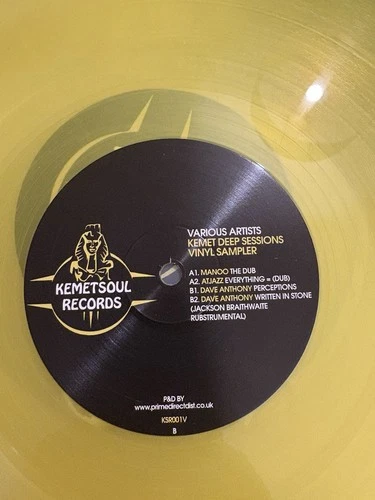 VARIOUS ARTISTS
KEMET DEEP SESSIONS
VINYL SAMPLER
A1. MANOO THE DUB
A2. ATJAZZ EVERYTHING = (DUB)
B1. DAVE ANTHONY PERCEPTIONS
B2. DAVE ANTHONY WRITTEN IN STONE
(JACKSON BRAITHWAITE
RUBSTRUMENTAL)
KEMETSOUL
RECORDS
P&D BY
www.primedirectdist.co.uk
KSR001V
B